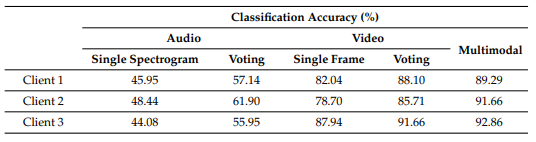 Classification Accuracy (%)
Audio Video Multimodal
Single Spectrogram Voting Single Frame Voting
Client 1 45.95 57.14 82.04 88.10 89.29
Client 2 48.44 61.90 78.70 85.71 91.66
Client 3 44.08 55.95 87.94 91.66 92.86